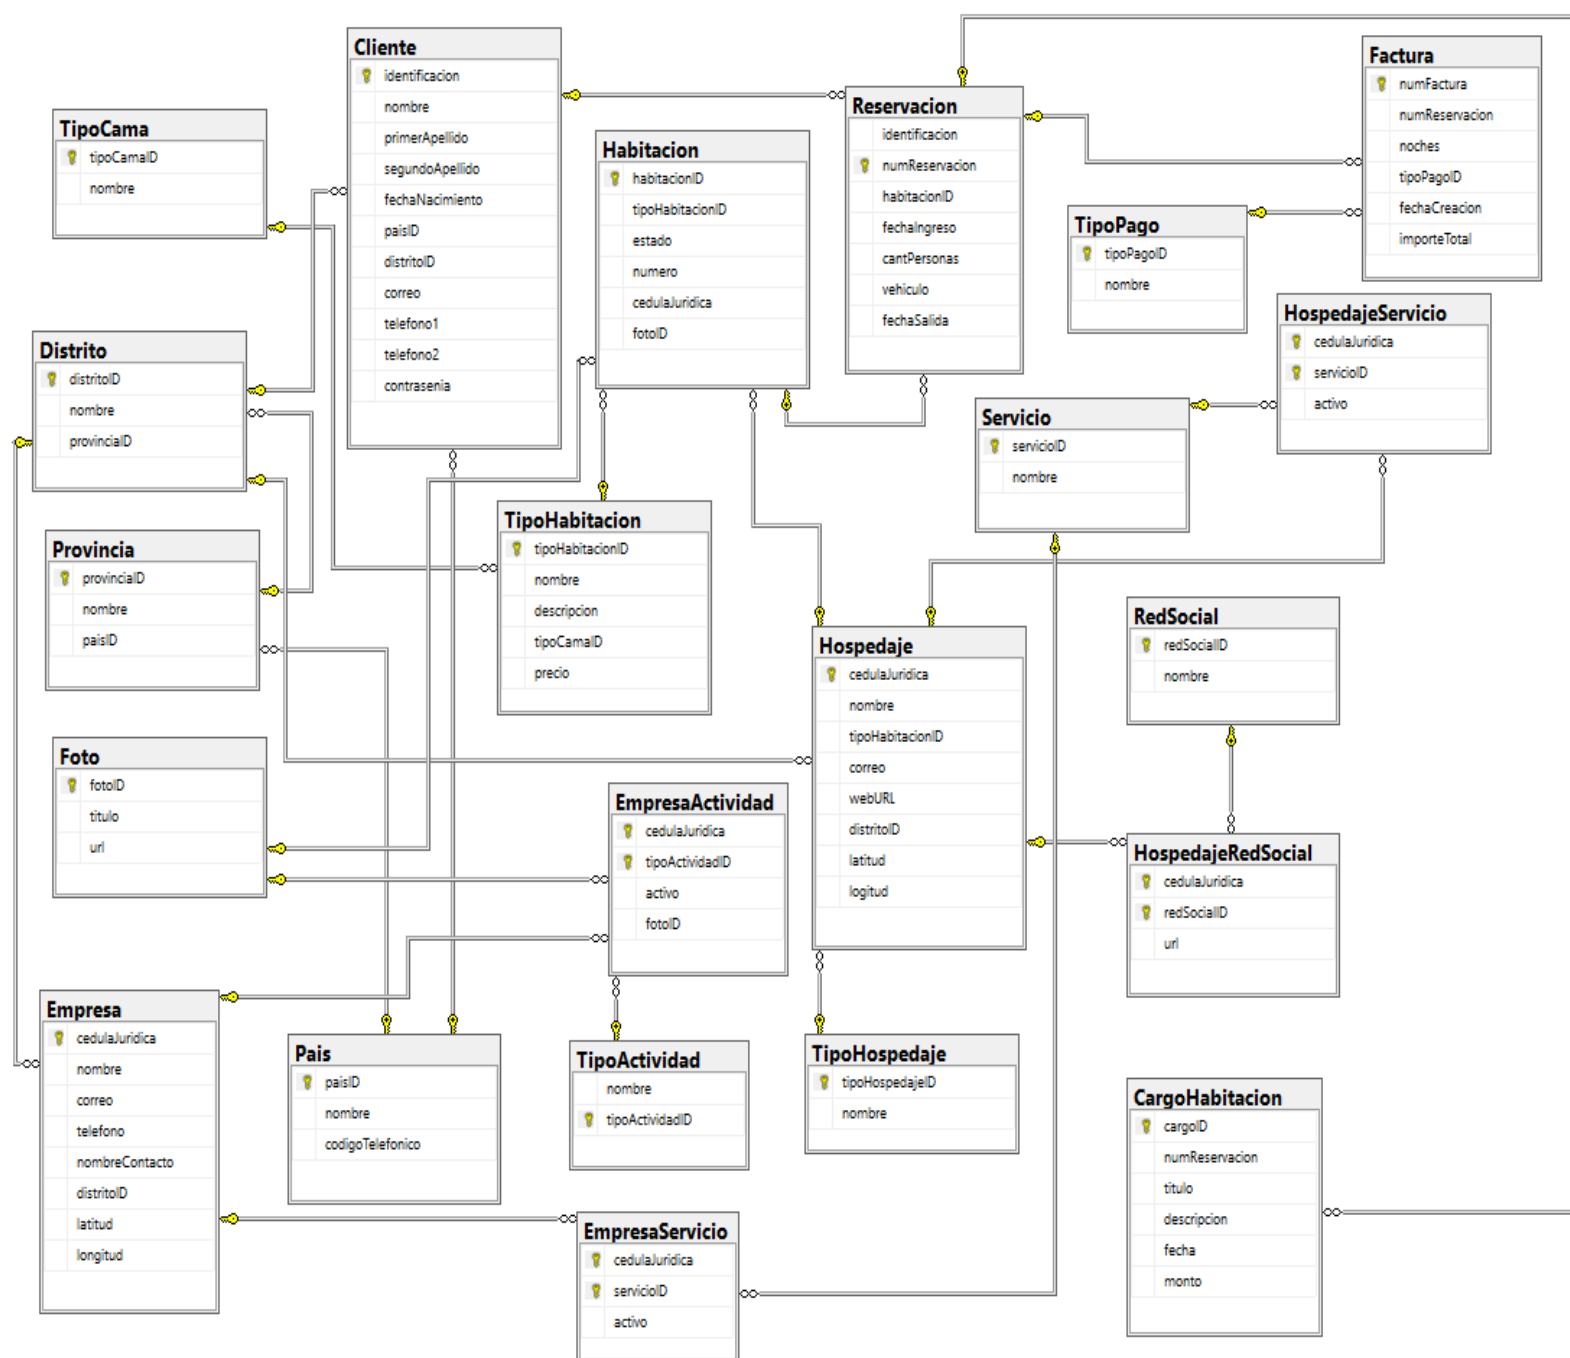 Cliente
identificacion
nombre
primerApellido
segundoApellido
fechaNacimiento
paisID
distritoID
correo
telefono1
telefono2
contrasenia
Factura
numFactura
numReservacion
noches
tipoPagoID
fechaCreacion
importeTotal
Reservacion
identificacion
numReservacion
habitacionID
fechaIngreso
cantPersonas
vehiculo
fechaSalida
TipoCama
tipoCamaID
nombre
Habitacion
habitacionID
tipoHabitacionID
estado
numero
cedulaJuridica
fotoID
TipoPago
tipoPagoID
nombre
HospedajeServicio
cedulaJuridica
servicioID
activo
Distrito
distritoID
nombre
provinciaID
Servicio
servicioID
nombre
TipoHabitacion
tipoHabitacionID
nombre
descripcion
tipoCamaID
precio
Provincia
provinciaID
nombre
paisID
RedSocial
redSocialID
nombre
Hospedaje
cedulaJuridica
nombre
tipoHabitacionID
correo
webURL
distritoID
latitud
logitud
Foto
fotoID
titulo
url
EmpresaActividad
cedulaJuridica
tipoActividadID
activo
fotoID
HospedajeRedSocial
cedulaJuridica
redSocialID
url
Empresa
cedulaJuridica
nombre
correo
telefono
nombreContacto
distritoID
latitud
longitud
Pais
paisID
nombre
codigoTelefonico
TipoActividad
nombre
tipoActividadID
TipoHospedaje
tipoHospedajeID
nombre
CargoHabitacion
cargoID
numReservacion
titulo
descripcion
fecha
monto
EmpresaServicio
cedulaJuridica
servicioID
activo